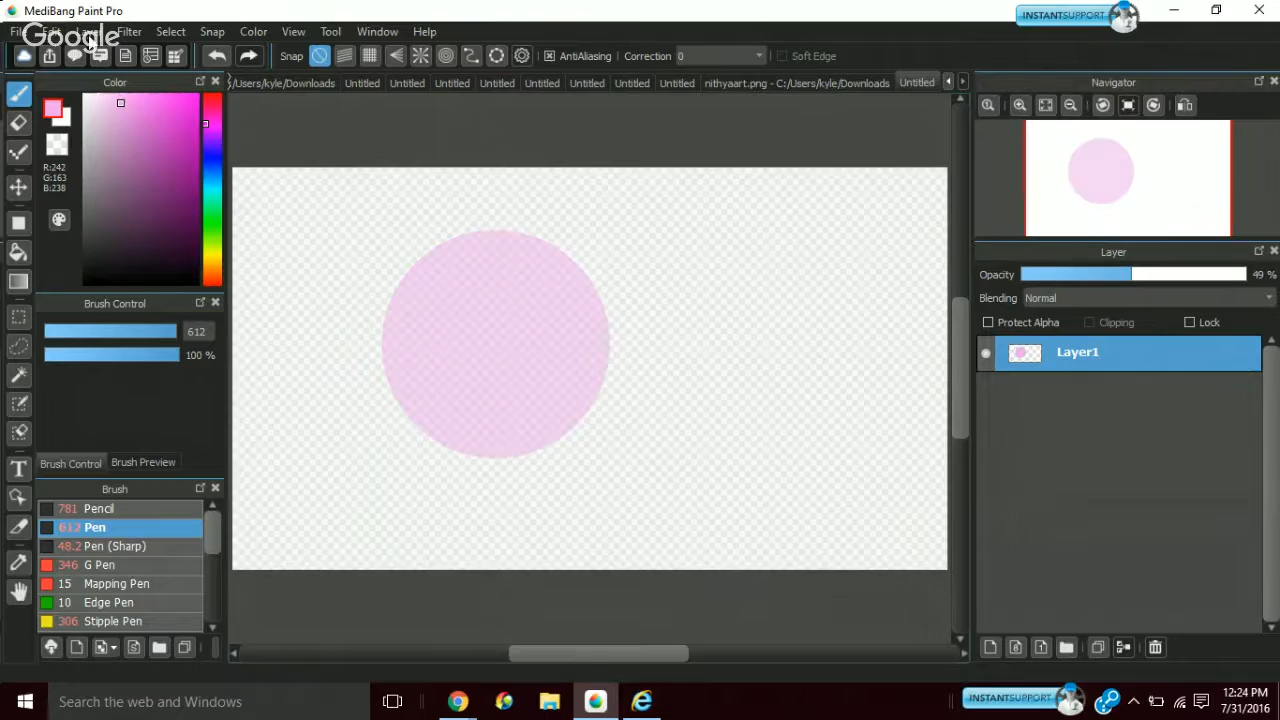 MediBang Paint Pro
INSTANTSUPPORT
File Edit Layer Filter Select Snap Color View Tool Window Help
Google
Snap AntiAliasing Correction 0 Soft Edge
Color
/Users/kyle/Downloads Untitled Untitled Untitled Untitled Untitled Untitled Untitled nithyaart.png - C:/Users/kyle/Downloads Untitled
Navigator
R:242
G:163
B:238
Layer
Opacity 49 %
Blending Normal
Protect Alpha Clipping Lock
Layer1
Brush Control
612
100 %
Brush Control Brush Preview
Brush
781 Pencil
612 Pen
48.2 Pen (Sharp)
346 G Pen
15 Mapping Pen
10 Edge Pen
306 Stipple Pen
Search the web and Windows
INSTANTSUPPORT
12:24 PM
7/31/2016